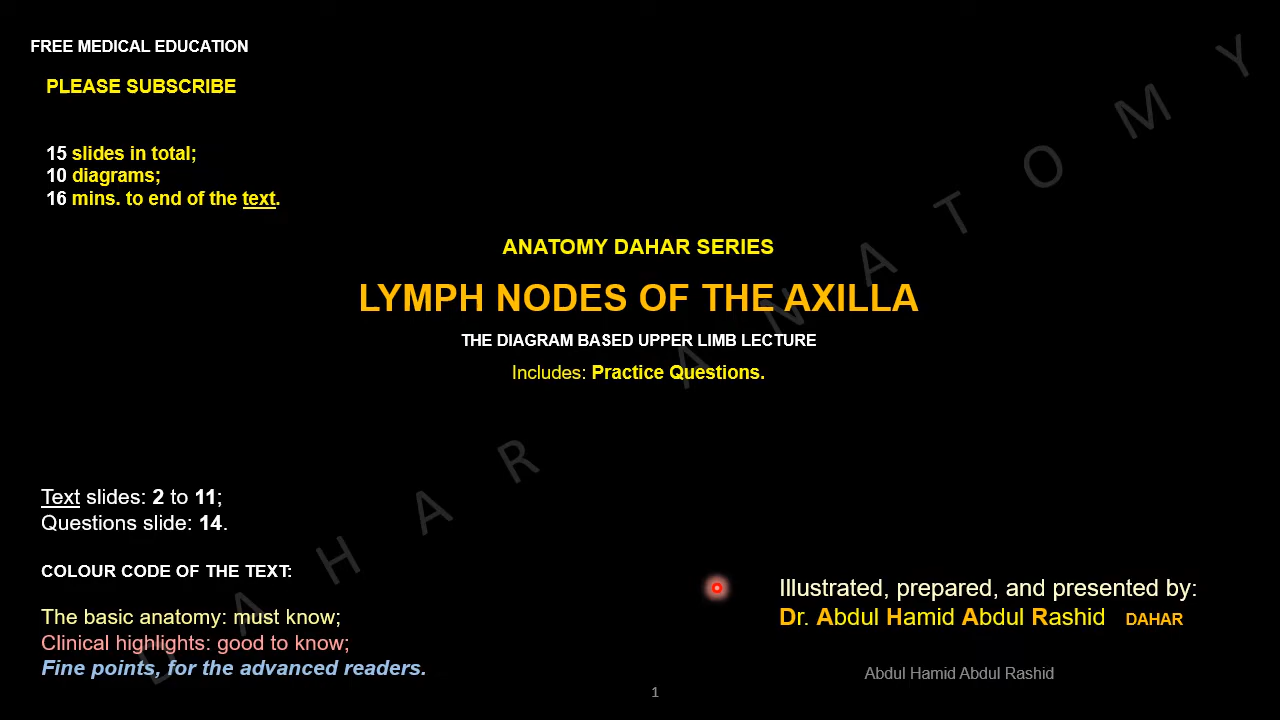 FREE MEDICAL EDUCATION
PLEASE SUBSCRIBE
15 slides in total;
10 diagrams;
16 mins. to end of the text.
ANATOMY DAHAR SERIES
LYMPH NODES OF THE AXILLA
THE DIAGRAM BASED UPPER LIMB LECTURE
Includes: Practice Questions.
Text slides: 2 to 11;
Questions slide: 14.
COLOUR CODE OF THE TEXT:
The basic anatomy: must know;
Clinical highlights: good to know;
Fine points, for the advanced readers.
Illustrated, prepared, and presented by:
Dr. Abdul Hamid Abdul Rashid DAHAR
Abdul Hamid Abdul Rashid
1
DAHAR ANATOMY